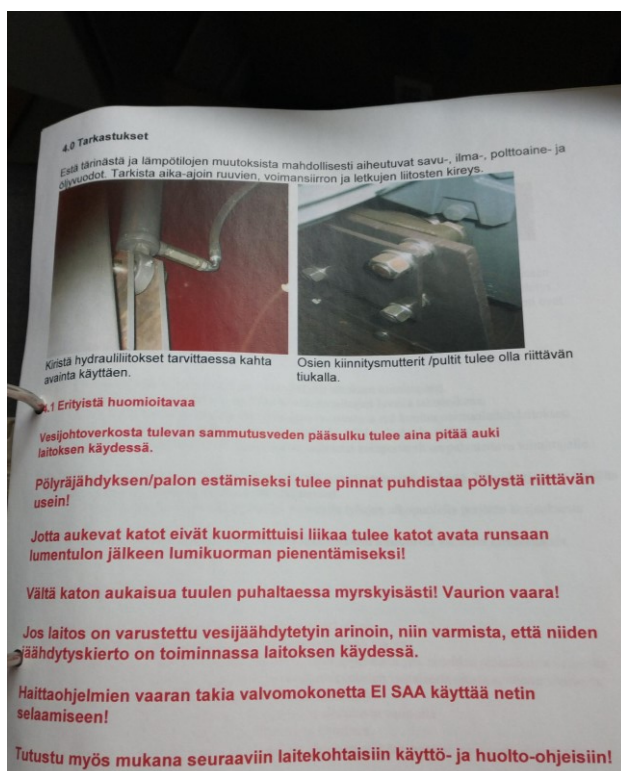 4.0 Tarkastukset
Estä tärinästä ja lämpötilojen muutoksista mahdollisesti aiheutuvat savu-, ilma-, polttoaine- ja
öljyvuodot. Tarkista aika-ajoin ruuvien, voimansiirron ja letkujen liitosten kireys.
Kiristä hydrauliliitokset tarvittaessa kahta
avainta käyttäen.
Osien kiinnitysmutterit /pultit tulee olla riittävän
tiukalla.
4.1 Erityistä huomioitavaa
Vesijohtoverkosta tulevan sammutusveden pääsulku tulee aina pitää auki
laitoksen käydessä.
Pölyräjähdyksen/palon estämiseksi tulee pinnat puhdistaa pölystä riittävän
usein!
Jotta aukevat katot eivät kuormittuisi liikaa tulee katot avata runsaan
lumentulon jälkeen lumikuorman pienentämiseksi!
Vältä katon aukaisua tuulen puhaltaessa myrskyisästi! Vaurion vaara!
Jos laitos on varustettu vesijäähdytetyin arinoin, niin varmista, että niiden
jäähdytyskierto on toiminnassa laitoksen käydessä.
Haittaohjelmien vaaran takia valvomokonetta EI SAA käyttää netin
selaamiseen!
Tutustu myös mukana seuraaviin laitekohtaisiin käyttö- ja huolto-ohjeisiin!